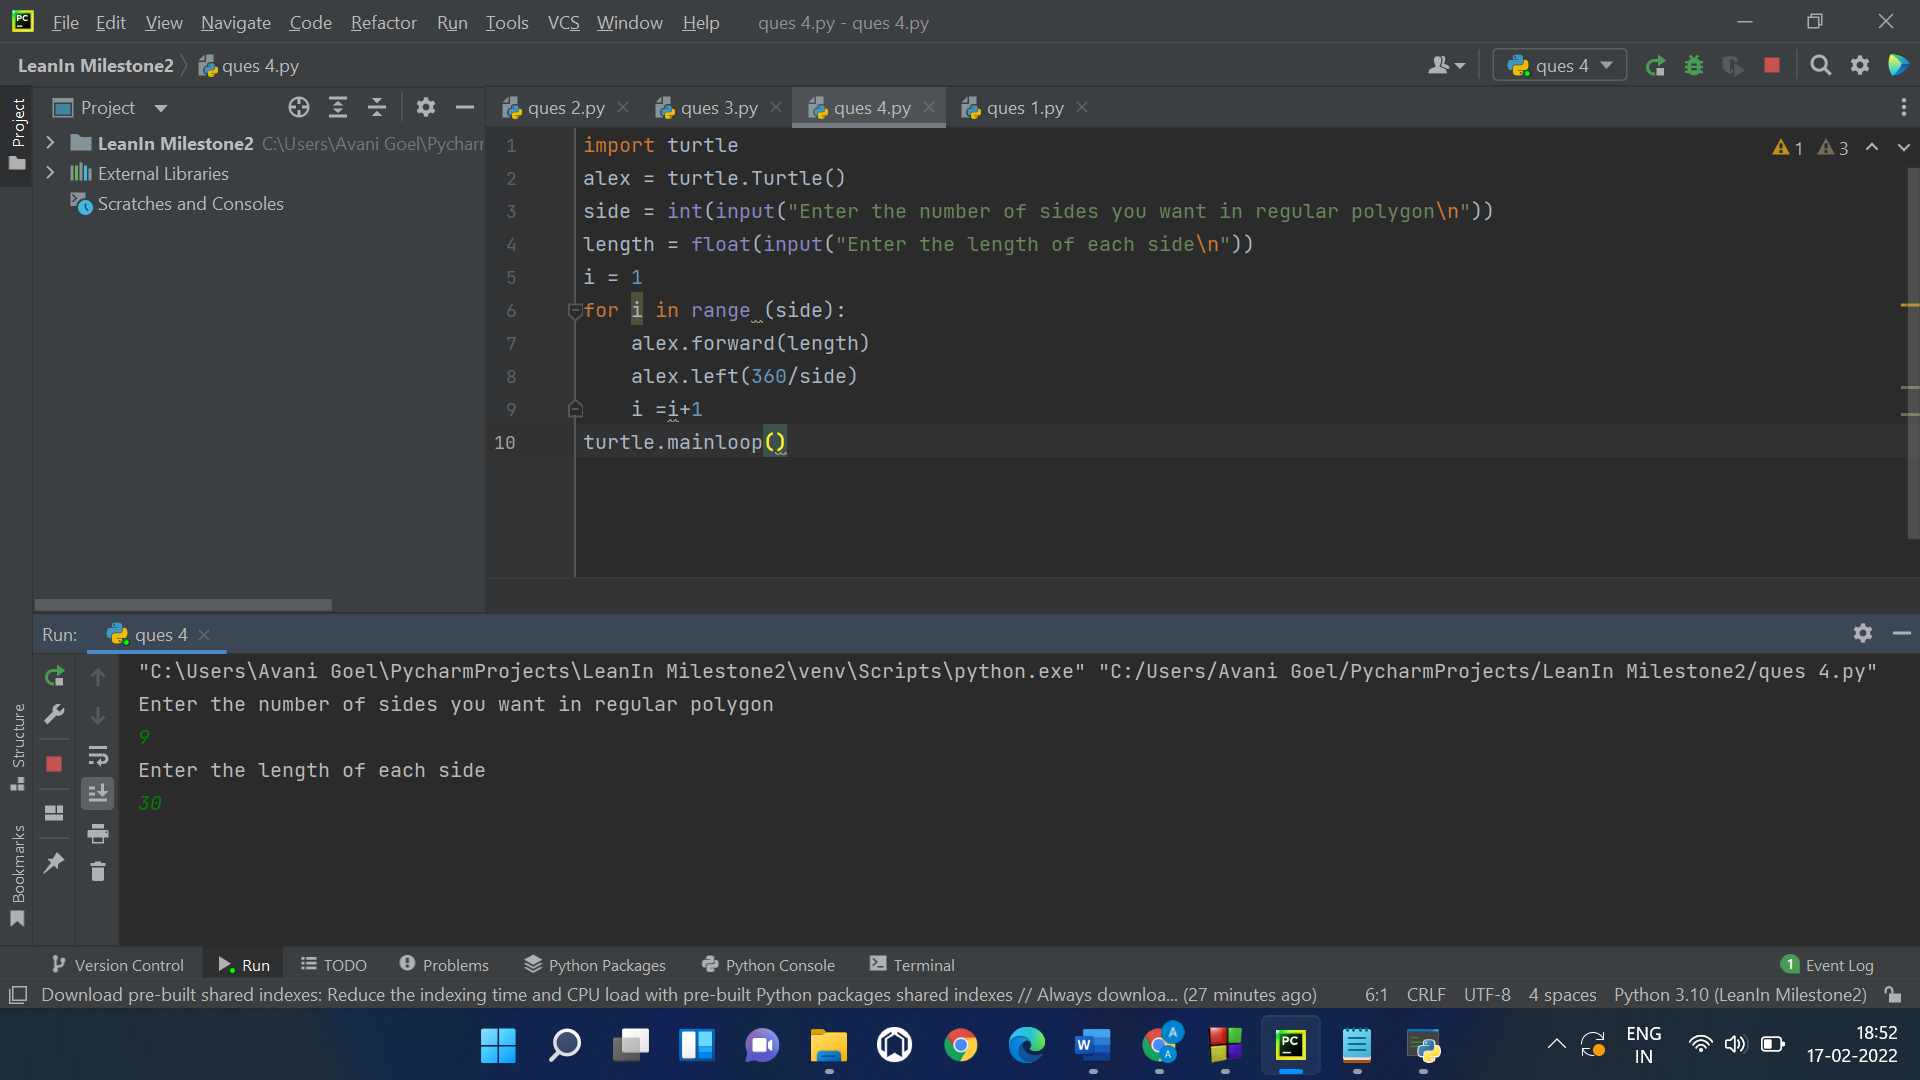 File Edit View Navigate Code Refactor Run Tools VCS Window Help ques 4.py - ques 4.py
LeanIn Milestone2 ques 4.py
ques 4
Project
Project
ques 2.py
ques 3.py
ques 4.py
ques 1.py
LeanIn Milestone2 C:\Users\Avani Goel\Pycharm
External Libraries
Scratches and Consoles
1 import turtle
2 alex = turtle.Turtle()
3 side = int(input("Enter the number of sides you want in regular polygon\n"))
4 length = float(input("Enter the length of each side\n"))
5 i = 1
6 for i in range (side):
7 alex.forward(length)
8 alex.left(360/side)
9 i =i+1
10 turtle.mainloop()
1 3
Run: ques 4
"C:\Users\Avani Goel\PycharmProjects\LeanIn Milestone2\venv\Scripts\python.exe" "C:/Users/Avani Goel/PycharmProjects/LeanIn Milestone2/ques 4.py"
Enter the number of sides you want in regular polygon
9
Enter the length of each side
30
Structure
Bookmarks
Version Control Run TODO Problems Python Packages Python Console Terminal 1 Event Log
Download pre-built shared indexes: Reduce the indexing time and CPU load with pre-built Python packages shared indexes // Always downloa... (27 minutes ago) 6:1 CRLF UTF-8 4 spaces Python 3.10 (LeanIn Milestone2)
PC
W
A
A
PC
ENG
IN
18:52
17-02-2022